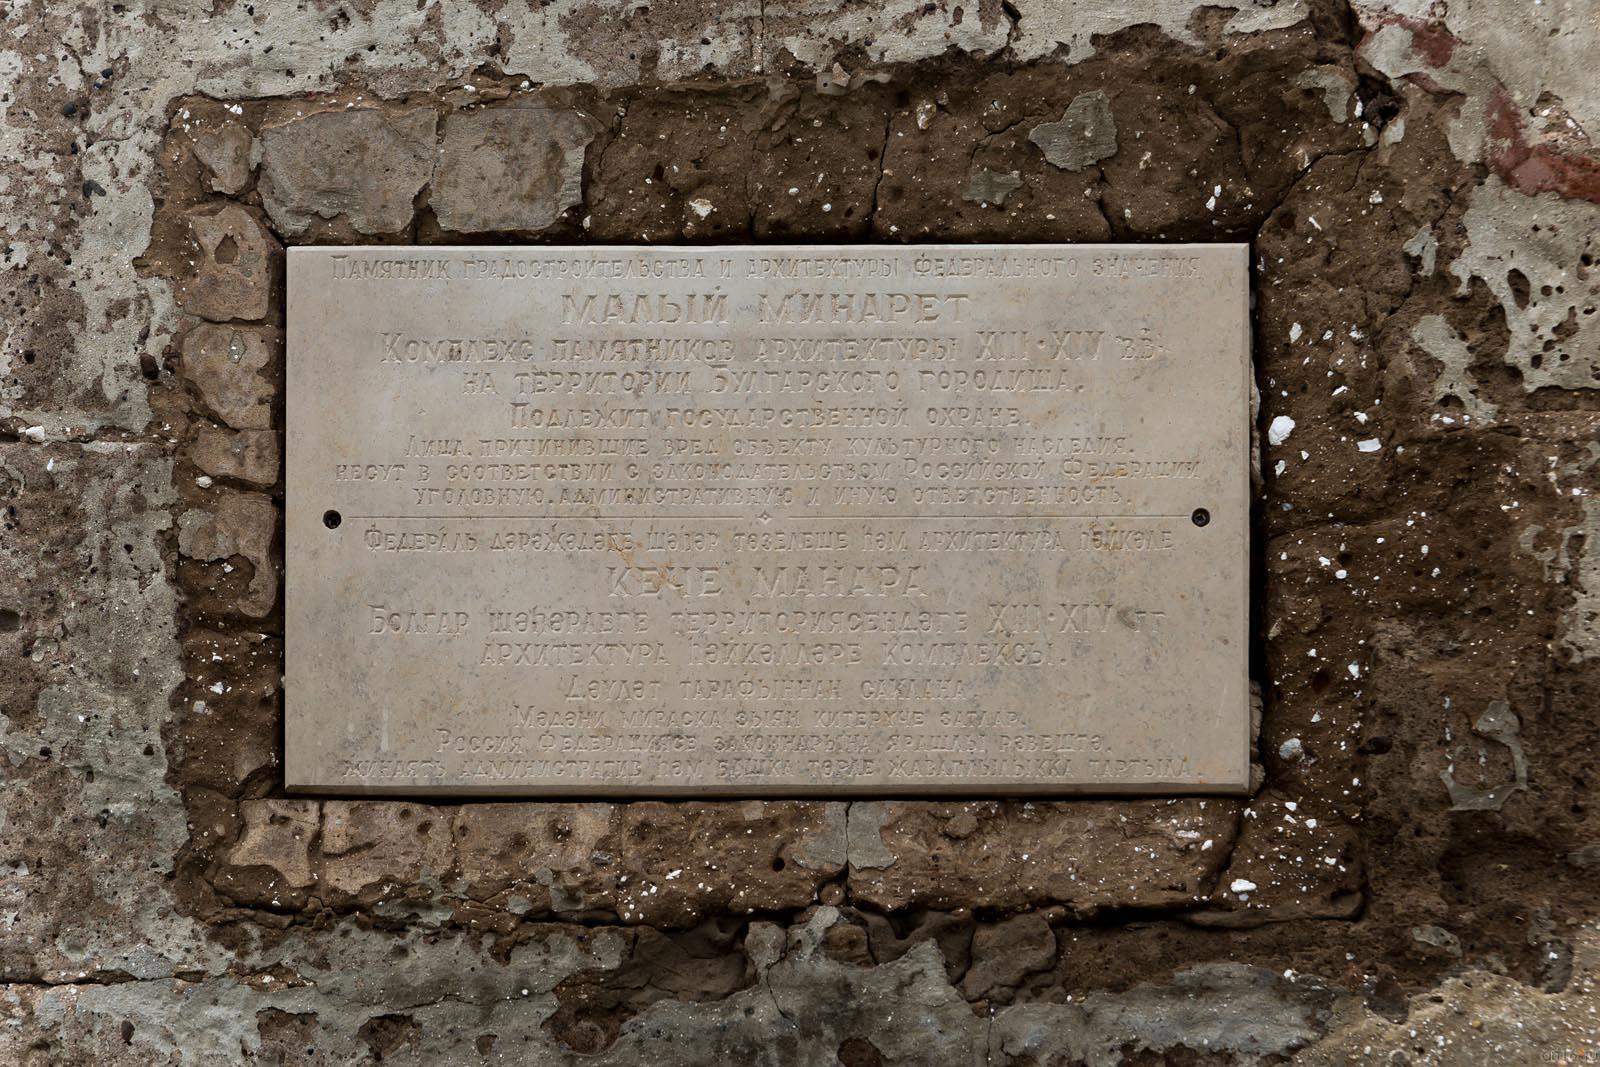 Памятник градостроительства и архитектуры федерального значения
МАЛЫЙ МИНАРЕТ
Комплекс памятников архитектуры XIII-XIV вв.
на территории Булгарского городища.
Подлежит государственной охране.
Лица, причинившие вред объекту культурного наследия,
несут в соответствии с законодательством Российской Федерации
уголовную, административную и иную ответственность.
Федераль дәрәҗәдәге шәһәр төзелеше һәм архитектура һәйкәле
КЕЧЕ МАНАРА
Болгар шәһәрлеге территориясендәге XIII-XIV гг.
архитектура һәйкәлләре комплексы.
Дәүләт тарафыннан саклана.
Мәдәни мираска зыян китерүче затлар,
Россия Федерациясе законнарына ярашлы рәвештә,
җинаять, административ һәм башка төрле җаваплылыкка тартыла.